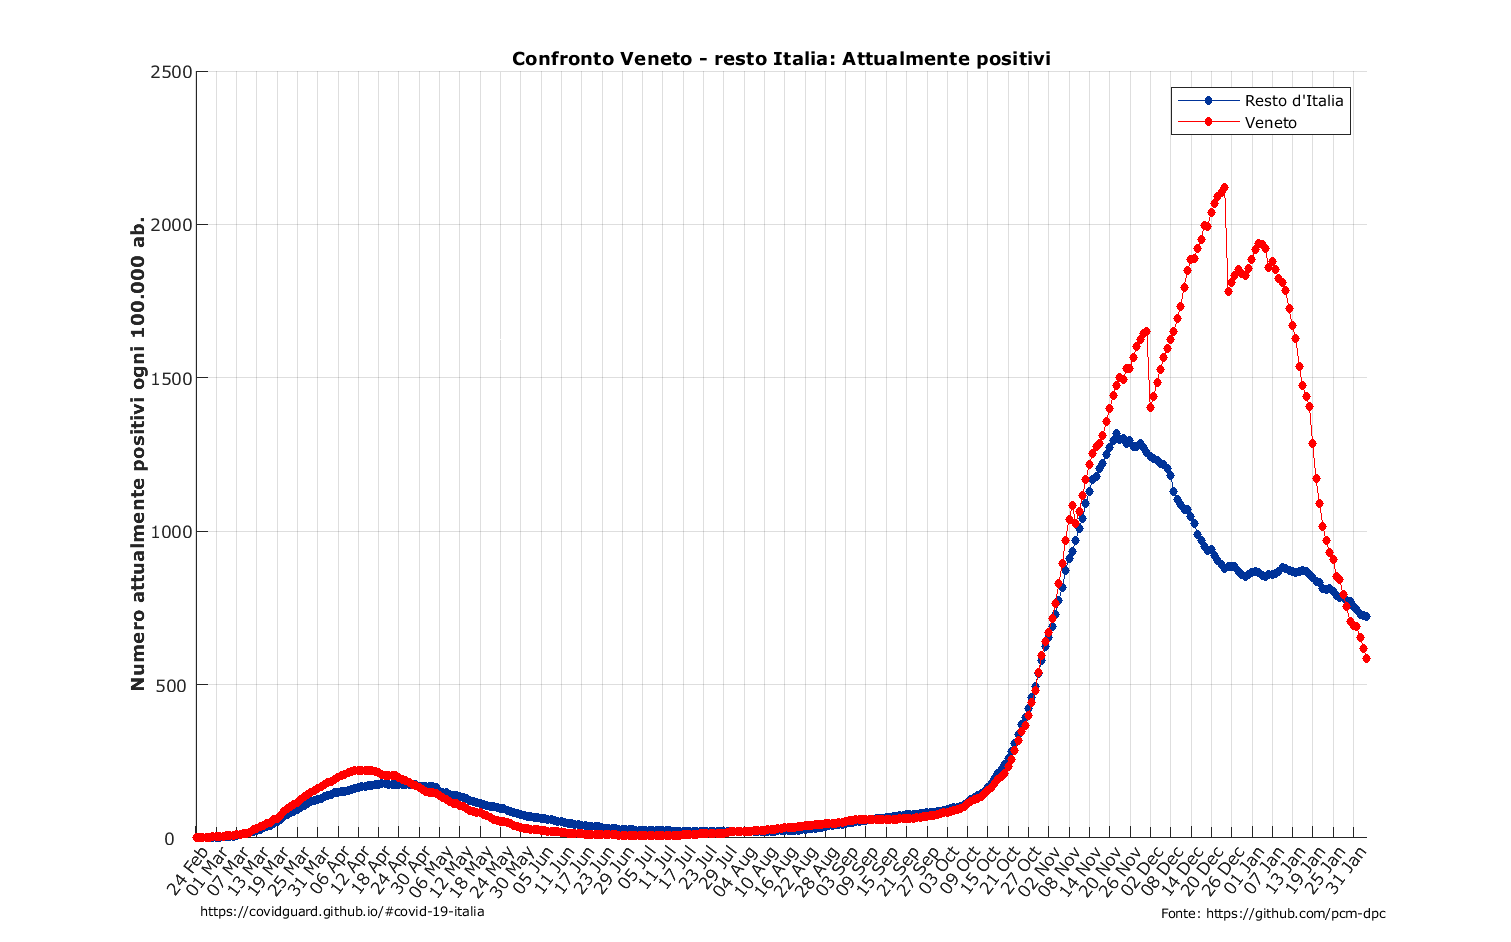 Confronto Veneto - resto Italia: Attualmente positivi
Resto d'Italia
Veneto
Numero attualmente positivi ogni 100.000 ab.
2500
2000
1500
1000
500
0
24 Feb
01 Mar
07 Mar
13 Mar
19 Mar
25 Mar
31 Mar
06 Apr
12 Apr
18 Apr
24 Apr
30 Apr
06 May
12 May
18 May
24 May
30 May
05 Jun
11 Jun
17 Jun
23 Jun
29 Jun
05 Jul
11 Jul
17 Jul
23 Jul
29 Jul
04 Aug
10 Aug
16 Aug
22 Aug
28 Aug
03 Sep
09 Sep
15 Sep
21 Sep
27 Sep
03 Oct
09 Oct
15 Oct
21 Oct
27 Oct
02 Nov
08 Nov
14 Nov
20 Nov
26 Nov
02 Dec
08 Dec
14 Dec
20 Dec
26 Dec
01 Jan
07 Jan
13 Jan
19 Jan
25 Jan
31 Jan
https://covidguard.github.io/#covid-19-italia
Fonte: https://github.com/pcm-dpc